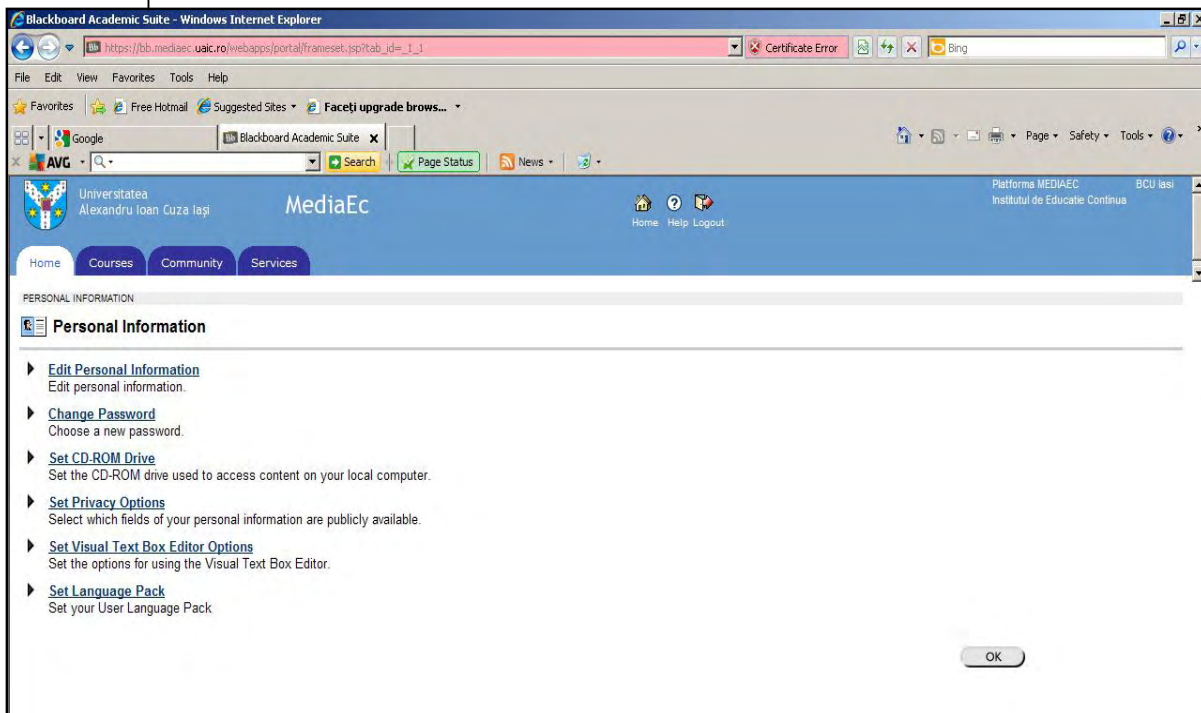 Blackboard Academic Suite - Windows Internet Explorer
https://bb.mediaec.uaic.ro/webapps/portal/frameset.jsp?tab_id=_1_1 Certificate Error Bing
File Edit View Favorites Tools Help
Favorites Free Hotmail Suggested Sites Faceți upgrade brows...
Google Blackboard Academic Suite Page Safety Tools
AVG Search Page Status News
Universitatea
Alexandru Ioan Cuza Iași
MediaEc
Home Help Logout
Platforma MEDIAEC BCU Iasi
Institutul de Educatie Continua
Home Courses Community Services
PERSONAL INFORMATION
Personal Information
Edit Personal Information
Edit personal information.
Change Password
Choose a new password.
Set CD-ROM Drive
Set the CD-ROM drive used to access content on your local computer.
Set Privacy Options
Select which fields of your personal information are publicly available.
Set Visual Text Box Editor Options
Set the options for using the Visual Text Box Editor.
Set Language Pack
Set your User Language Pack
OK